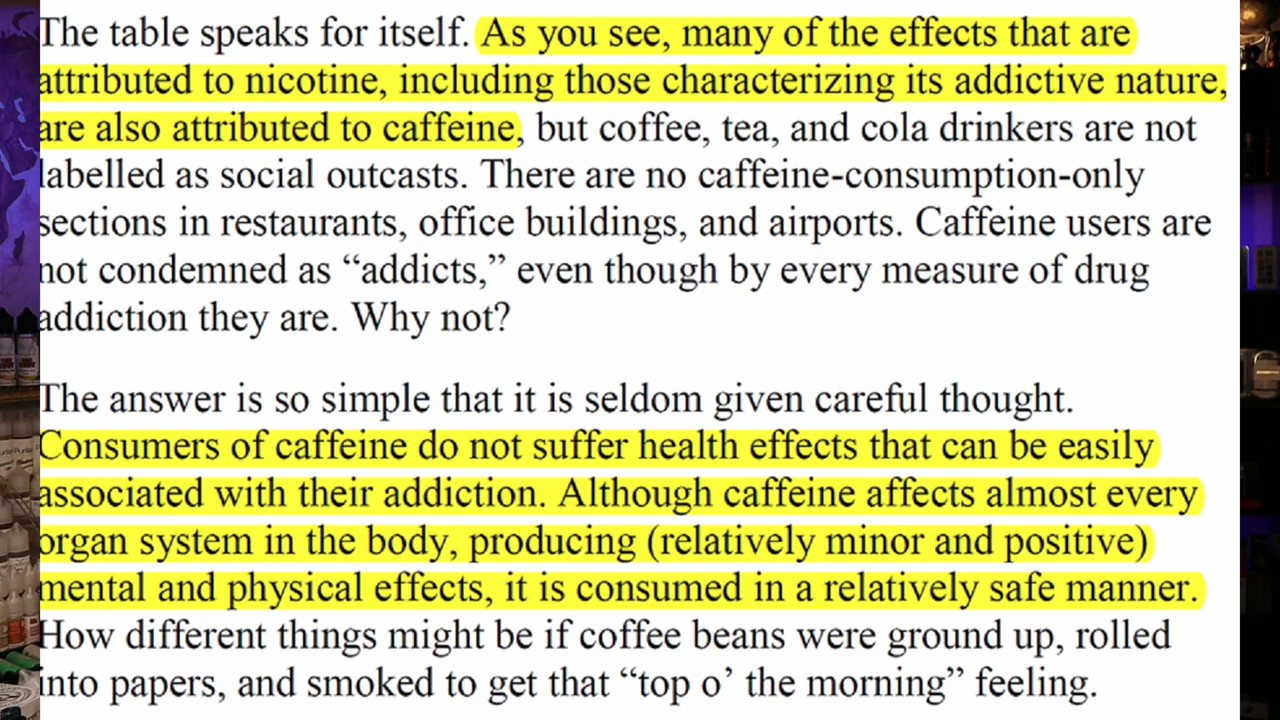 The table speaks for itself. As you see, many of the effects that are
attributed to nicotine, including those characterizing its addictive nature,
are also attributed to caffeine, but coffee, tea, and cola drinkers are not
labelled as social outcasts. There are no caffeine-consumption-only
sections in restaurants, office buildings, and airports. Caffeine users are
not condemned as “addicts,” even though by every measure of drug
addiction they are. Why not?
The answer is so simple that it is seldom given careful thought.
Consumers of caffeine do not suffer health effects that can be easily
associated with their addiction. Although caffeine affects almost every
organ system in the body, producing (relatively minor and positive)
mental and physical effects, it is consumed in a relatively safe manner.
How different things might be if coffee beans were ground up, rolled
into papers, and smoked to get that “top o’ the morning” feeling.